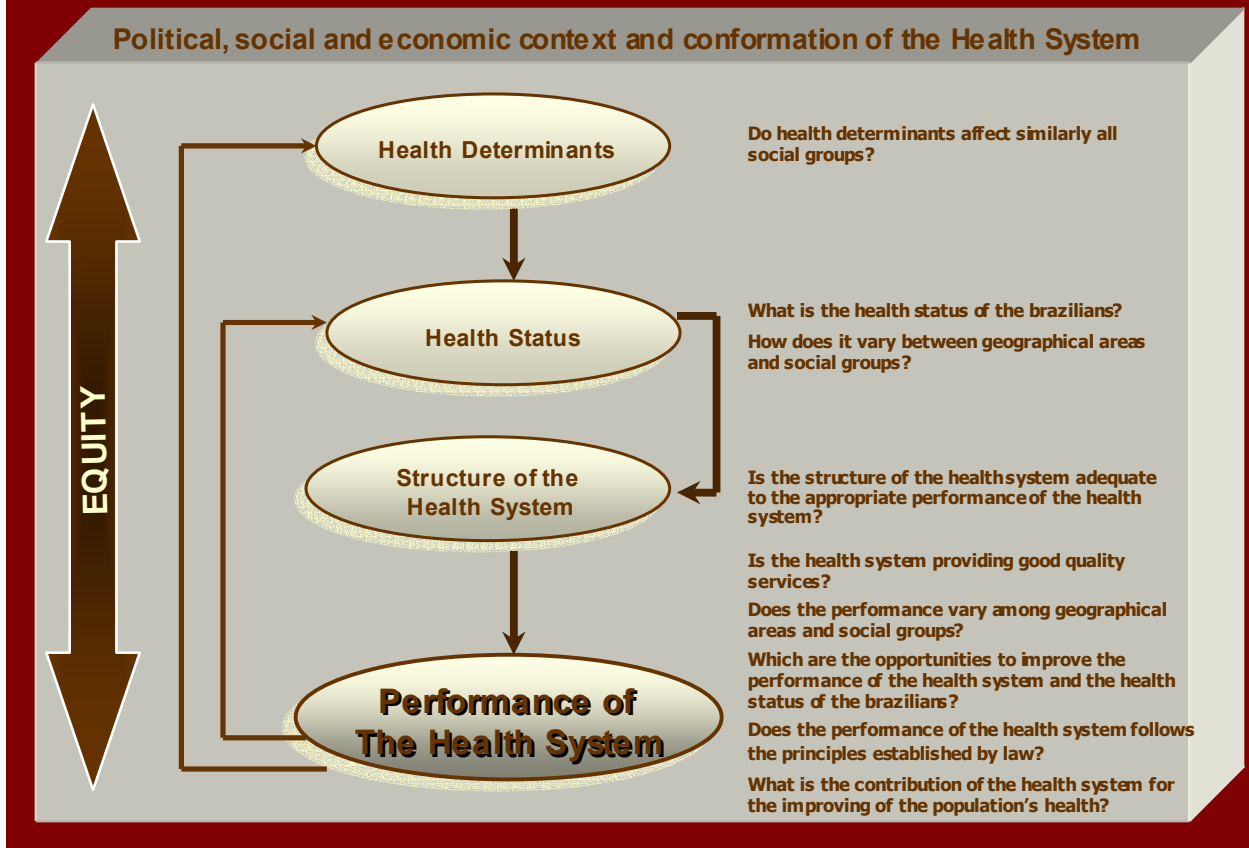 Political, social and economic context and conformation of the Health System
EQUITY
Health Determinants
Do health determinants affect similarly all
social groups?
Health Status
What is the health status of the brazilians?
How does it vary between geographical areas
and social groups?
Structure of the
Health System
Is the structure of the health system adequate
to the appropriate performance of the health
system?
Is the health system providing good quality
services?
Does the performance vary among geographical
areas and social groups?
Performance of
The Health System
Which are the opportunities to improve the
performance of the health system and the health
status of the brazilians?
Does the performance of the health system follows
the principles established by law?
What is the contribution of the health system for
the improving of the population's health?